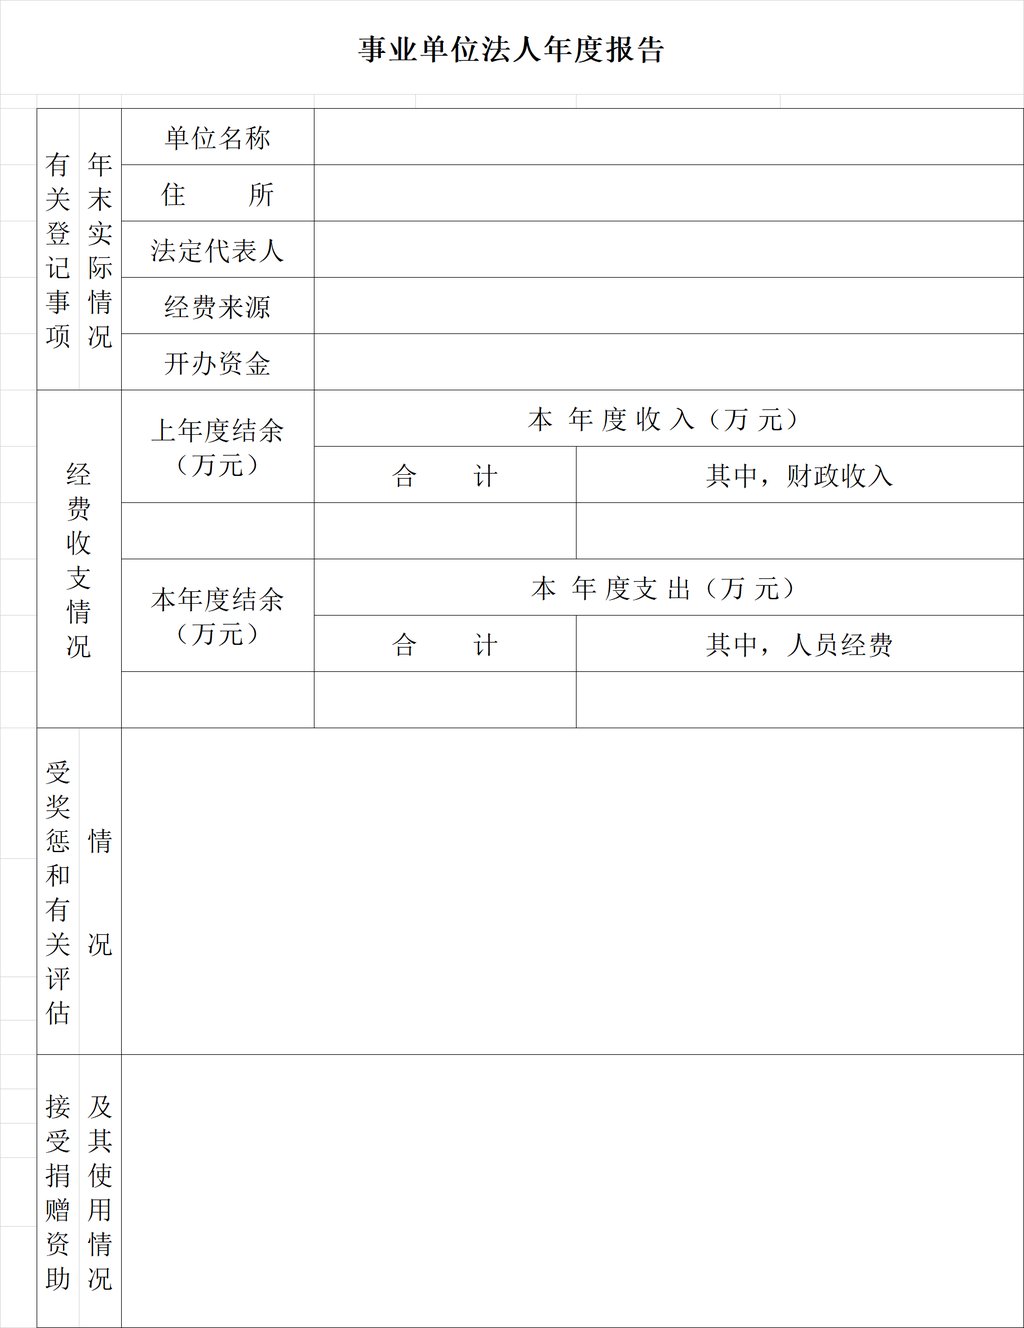 事业单位法人年度报告
有关登记事项
年末实际情况
单位名称
住 所
法定代表人
经费来源
开办资金
经费收支情况
上年度结余
（万元）
本 年 度 收 入（万 元）
合 计
其中，财政收入
本年度结余
（万元）
本 年 度支 出（万 元）
合 计
其中，人员经费
受奖惩和有关评估
情况
接受捐赠资助
及其使用情况